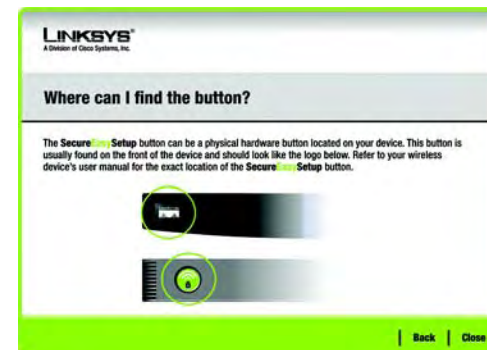 LINKSYS®
A Division of Cisco Systems, Inc.
Where can I find the button?
The SecureEasySetup button can be a physical hardware button located on your device. This button is
usually found on the front of the device and should look like the logo below. Refer to your wireless
device's user manual for the exact location of the SecureEasySetup button.
| Back | Close